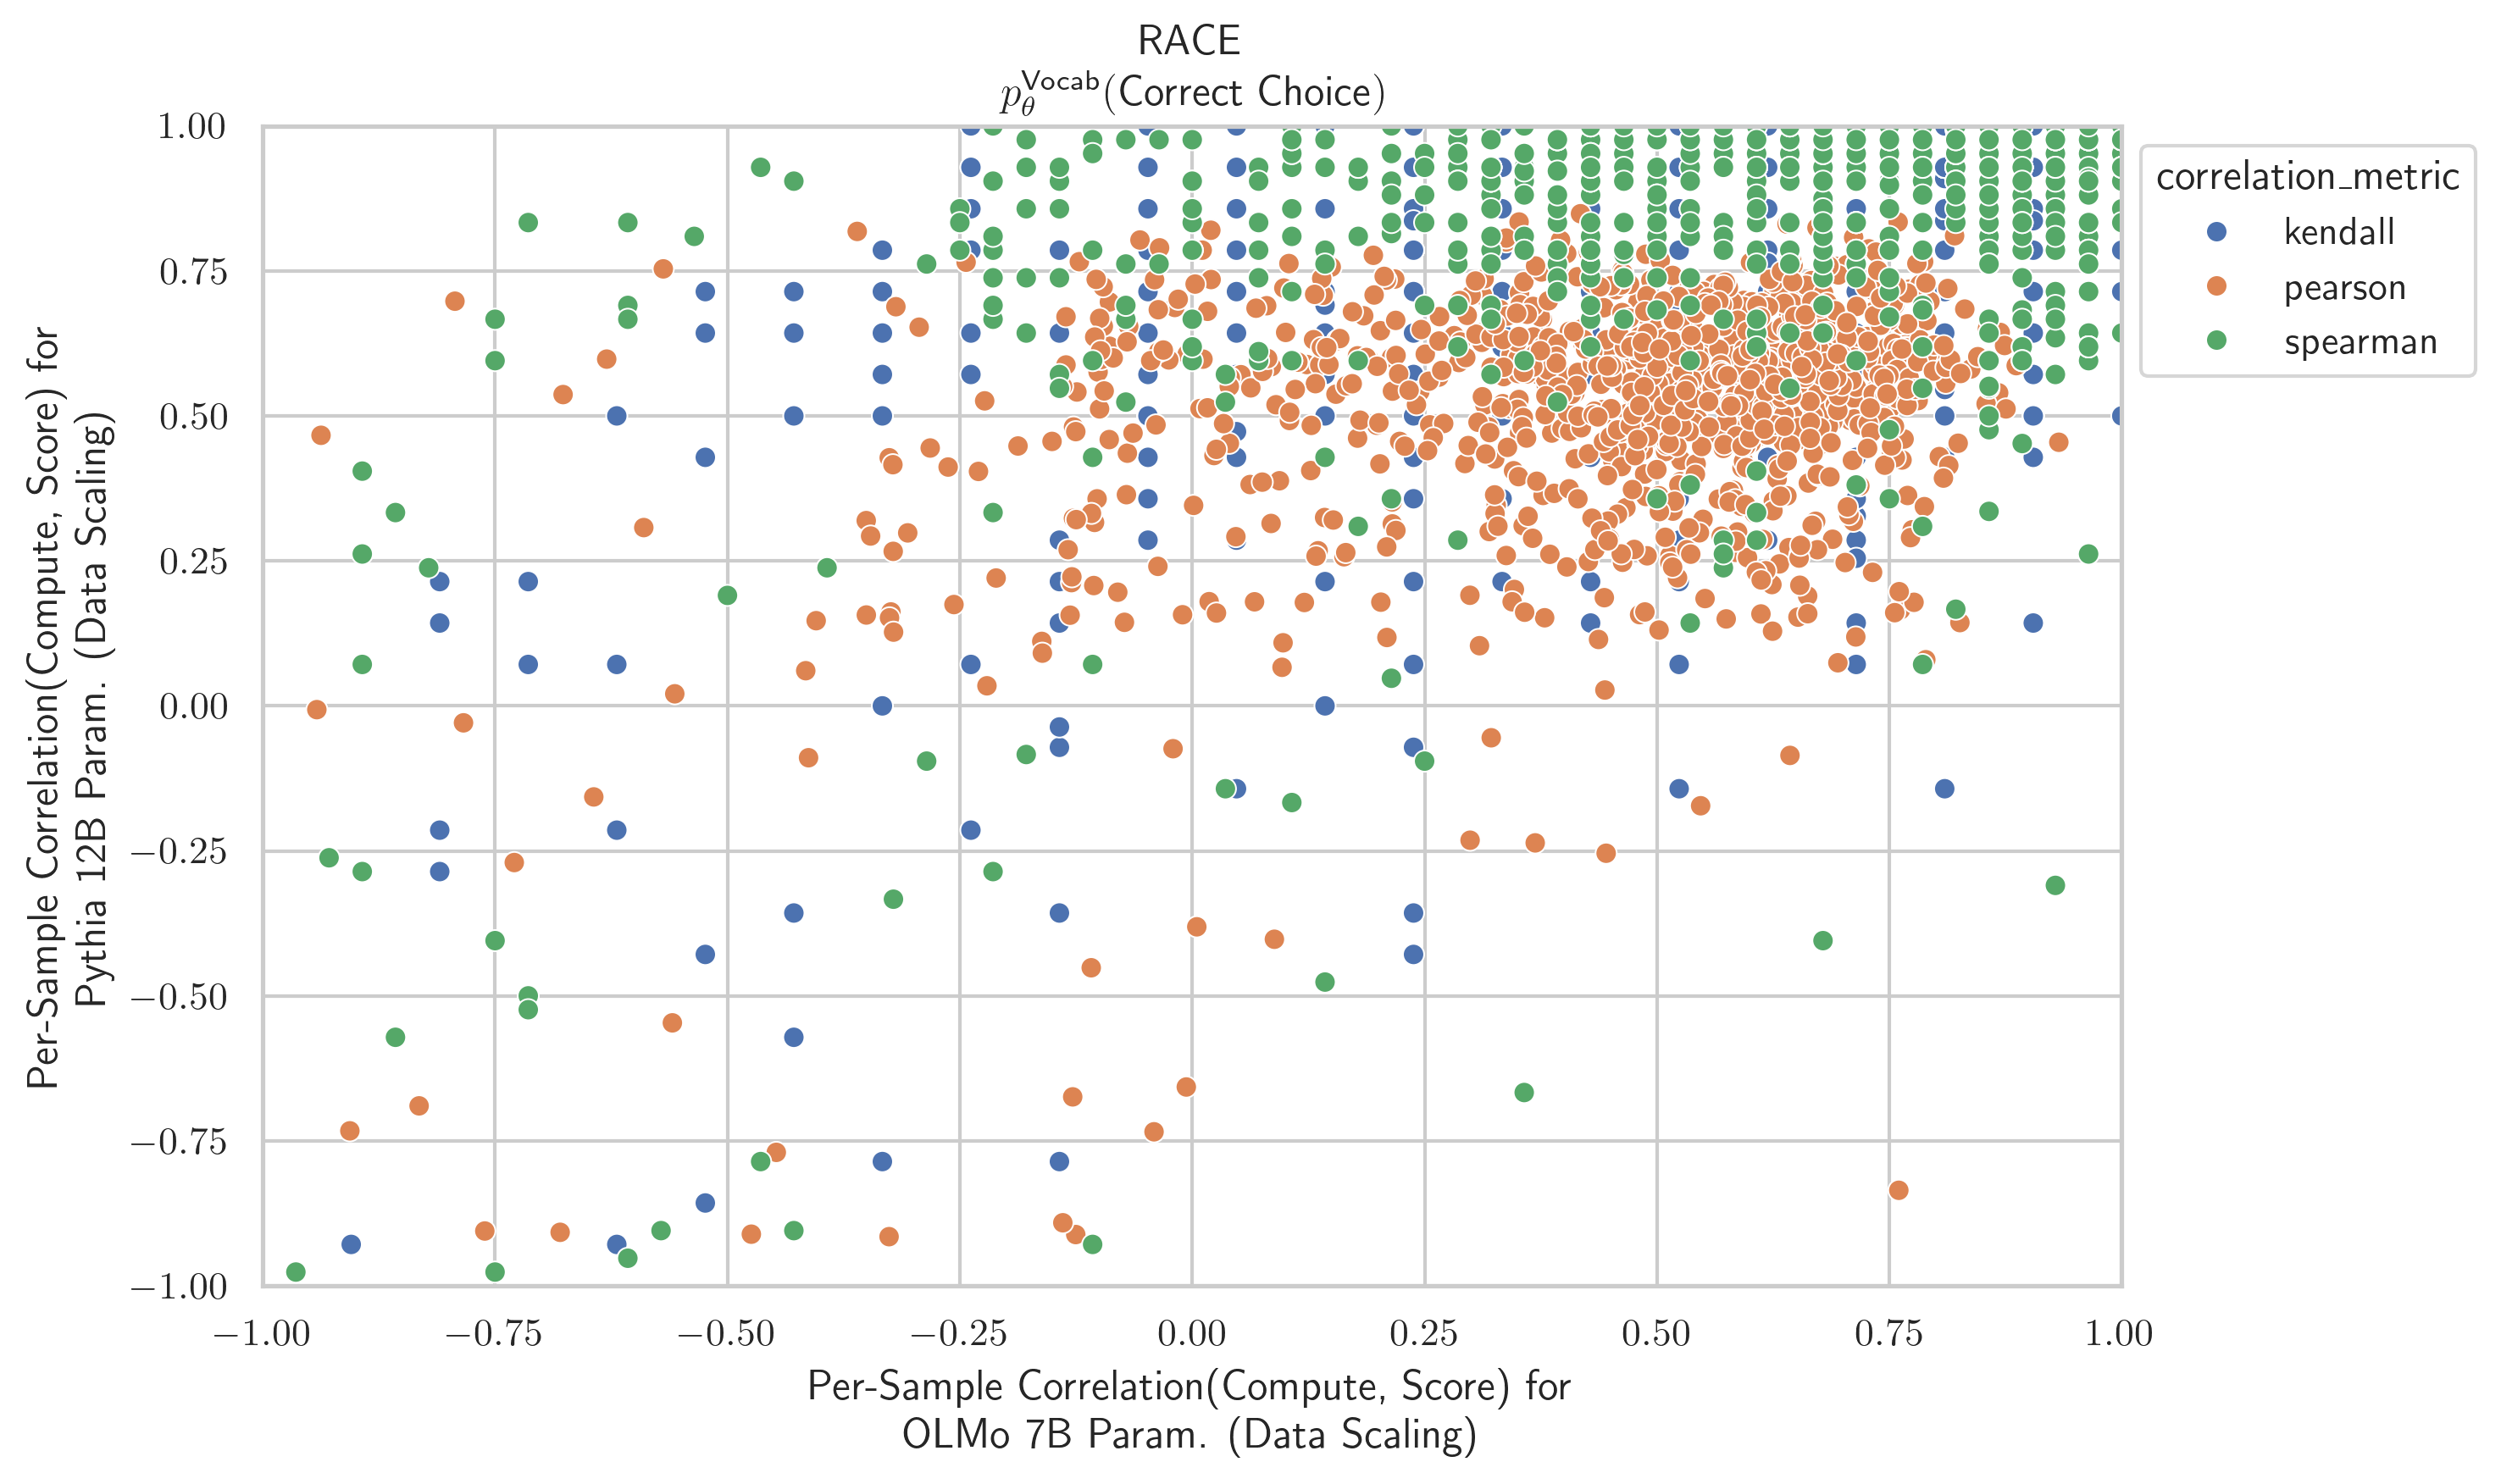 RACE
p_θ^Vocab(Correct Choice)
Per-Sample Correlation(Compute, Score) for
Pythia 12B Param. (Data Scaling)
1.00
0.75
0.50
0.25
0.00
−0.25
−0.50
−0.75
−1.00
−1.00 −0.75 −0.50 −0.25 0.00 0.25 0.50 0.75 1.00
Per-Sample Correlation(Compute, Score) for
OLMo 7B Param. (Data Scaling)
correlation_metric
kendall
pearson
spearman